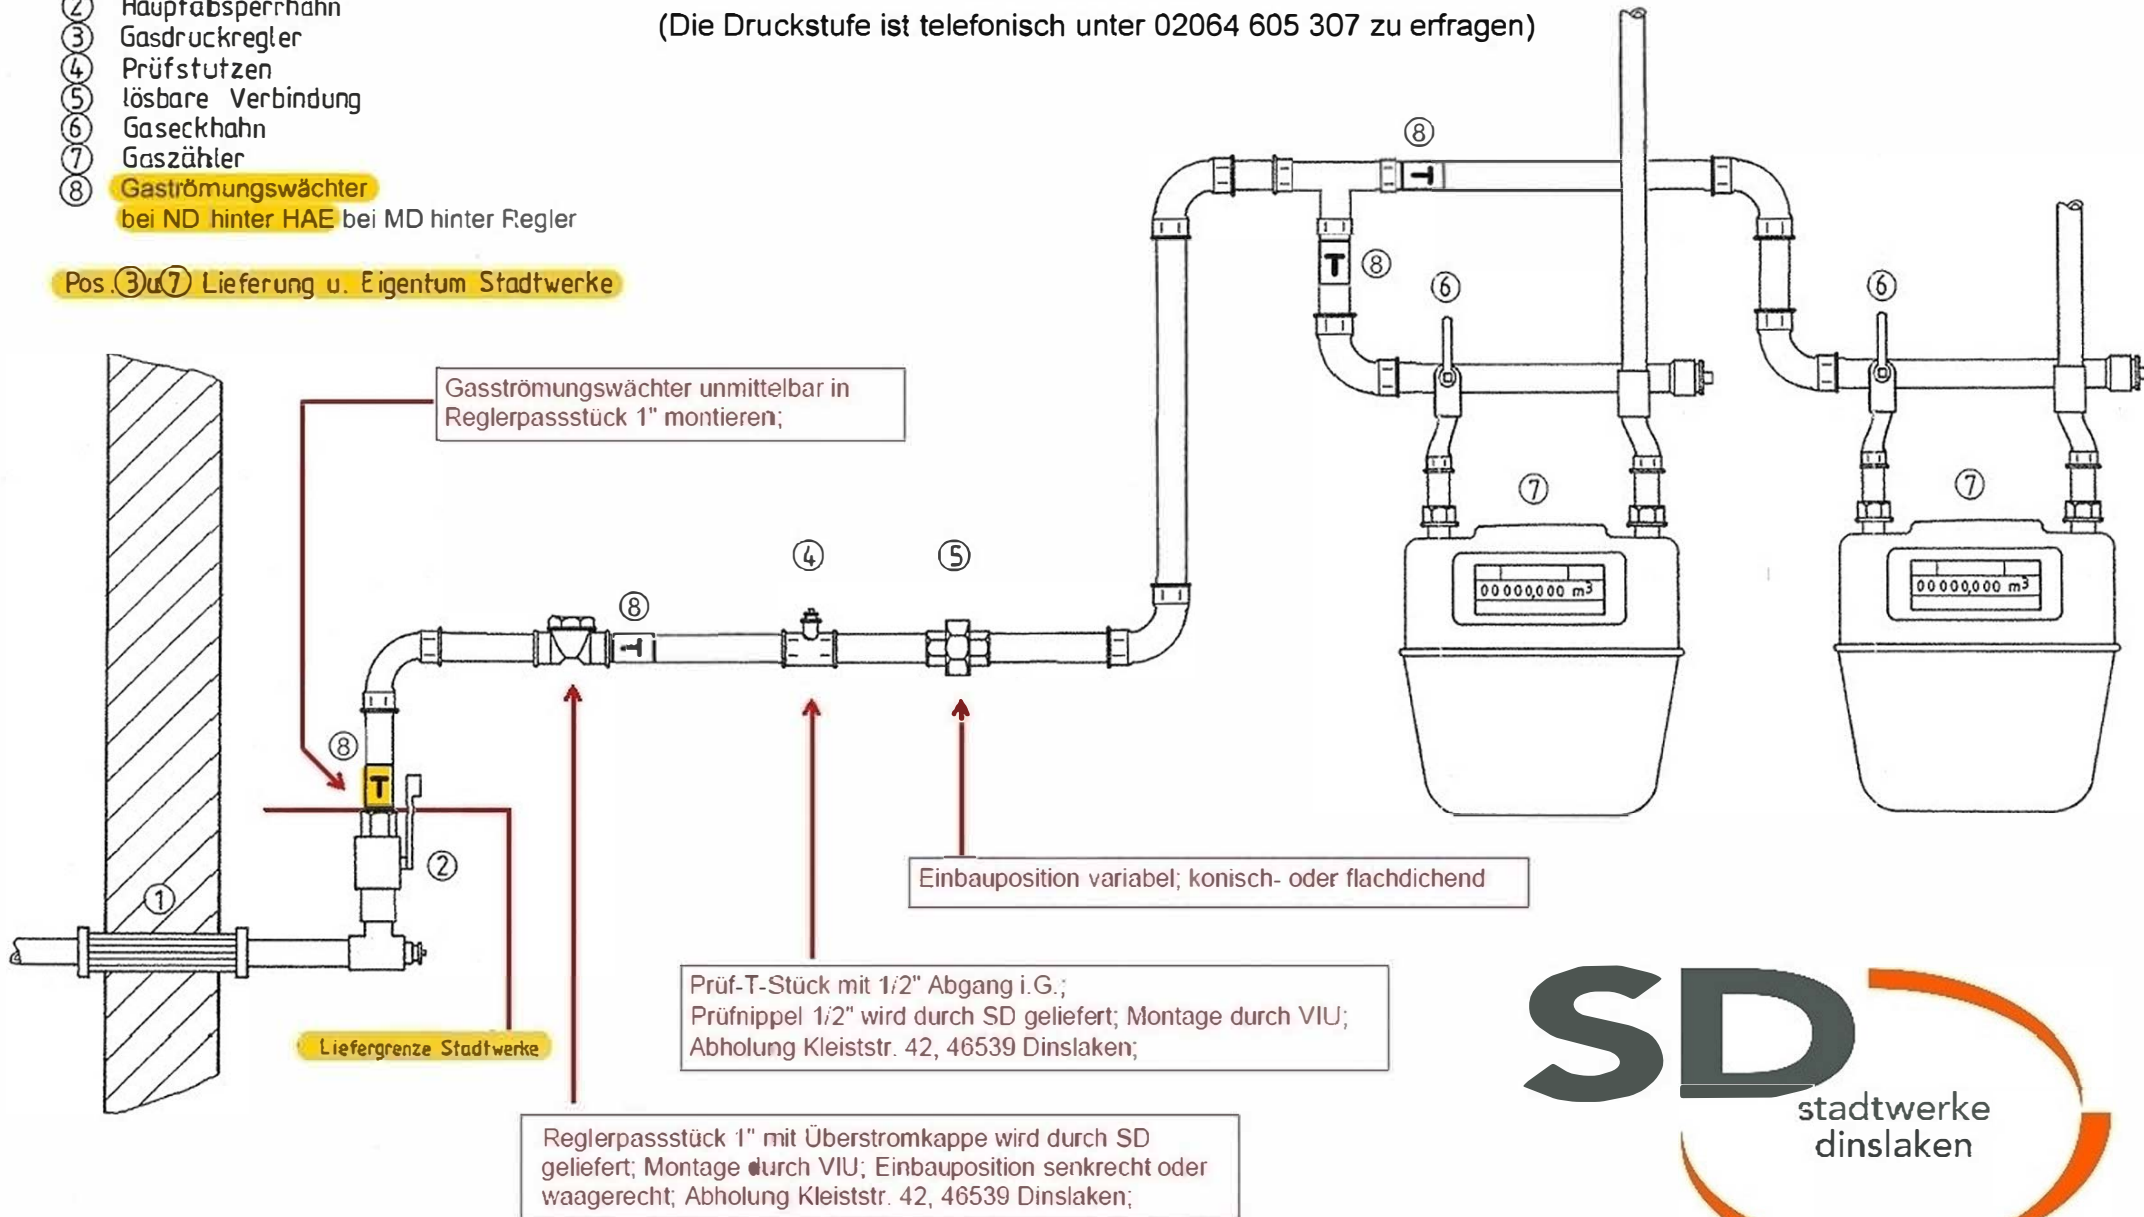 ② Hauptabsperrhahn
③ Gasdruckregler
④ Prüfstutzen
⑤ lösbare Verbindung
⑥ Gaseckhahn
⑦ Gaszähler
⑧ Gaströmungswächter
bei ND hinter HAE bei MD hinter Regler
Pos. ③u⑦ Lieferung u. Eigentum Stadtwerke
(Die Druckstufe ist telefonisch unter 02064 605 307 zu erfragen)
⑧
T
T ⑧
⑥
⑥
Gasströmungswächter unmittelbar in
Reglerpassstück 1" montieren;
⑦
⑦
00000,000 m³
00000,000 m³
④
⑤
⑧
T
⑧
T
②
①
Einbauposition variabel; konisch- oder flachdichend
Prüf-T-Stück mit 1/2" Abgang i.G.;
Prüfnippel 1/2" wird durch SD geliefert; Montage durch VIU;
Abholung Kleiststr. 42, 46539 Dinslaken;
Liefergrenze Stadtwerke
Reglerpassstück 1" mit Überstromkappe wird durch SD
geliefert; Montage durch VIU; Einbauposition senkrecht oder
waagerecht; Abholung Kleiststr. 42, 46539 Dinslaken;
SD
stadtwerke
dinslaken